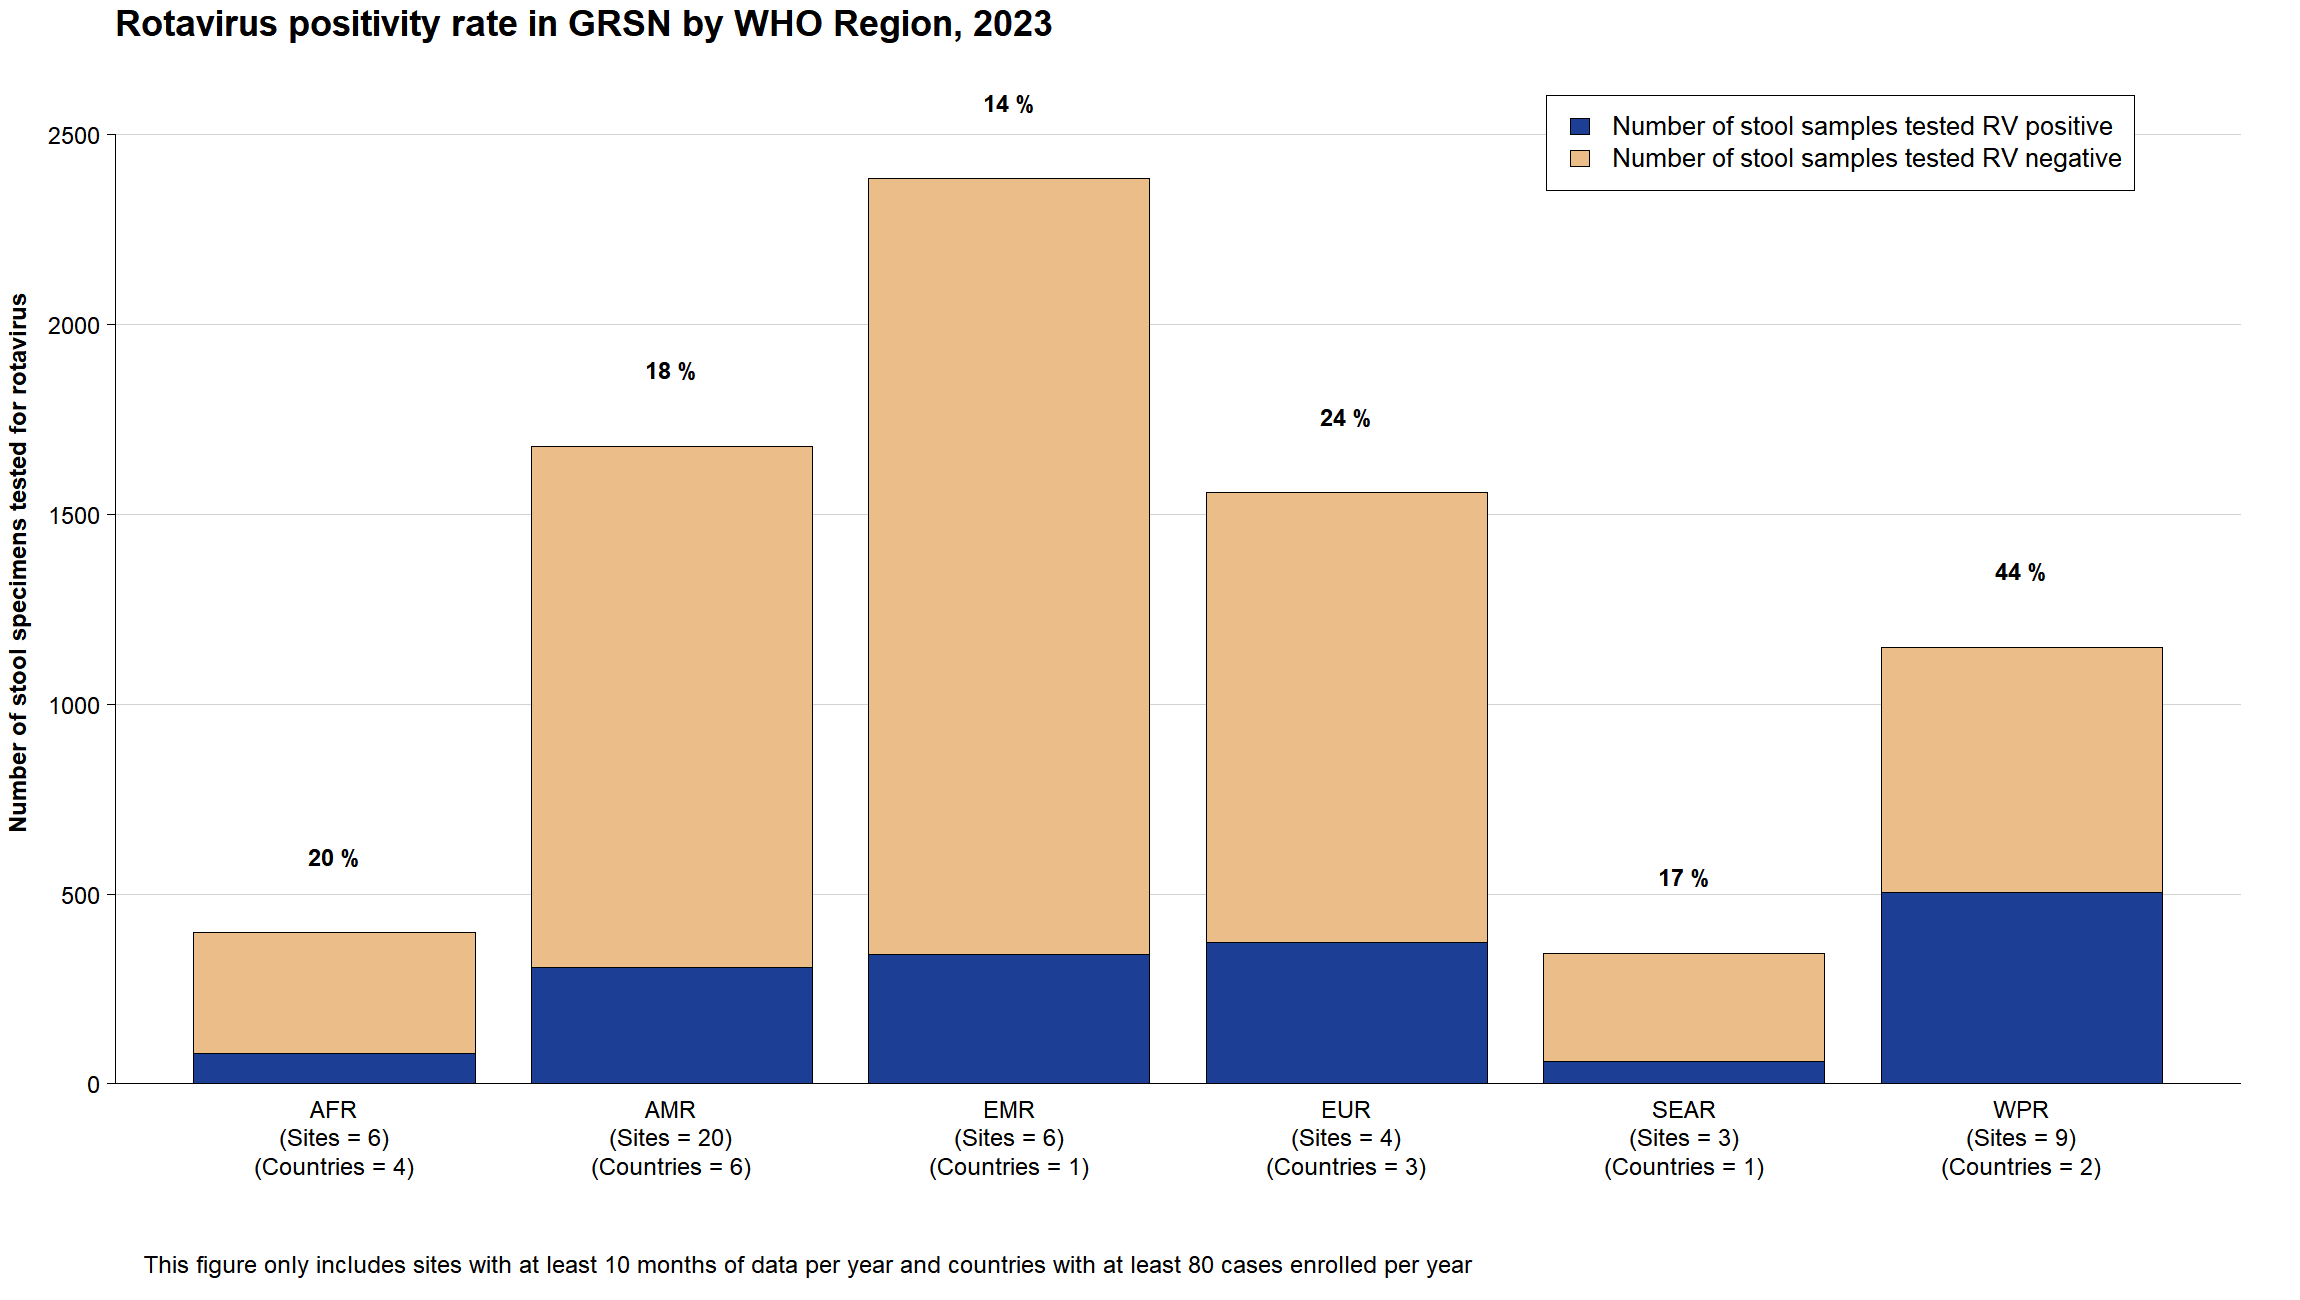 Rotavirus positivity rate in GRSN by WHO Region, 2023
Number of stool samples tested RV positive
Number of stool samples tested RV negative
Number of stool specimens tested for rotavirus
2500
2000
1500
1000
500
0
20 %
18 %
14 %
24 %
17 %
44 %
AFR
(Sites = 6)
(Countries = 4)
AMR
(Sites = 20)
(Countries = 6)
EMR
(Sites = 6)
(Countries = 1)
EUR
(Sites = 4)
(Countries = 3)
SEAR
(Sites = 3)
(Countries = 1)
WPR
(Sites = 9)
(Countries = 2)
This figure only includes sites with at least 10 months of data per year and countries with at least 80 cases enrolled per year